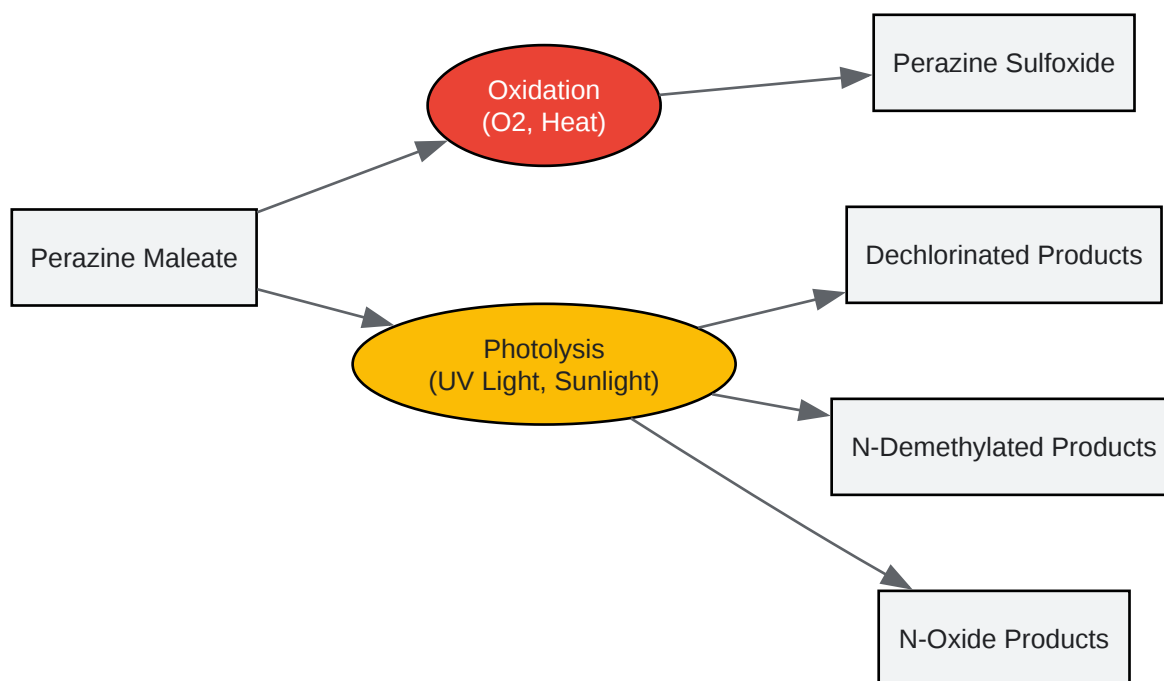 Perazine Maleate
Oxidation
(O2, Heat)
Perazine Sulfoxide
Photolysis
(UV Light, Sunlight)
Dechlorinated Products
N-Demethylated Products
N-Oxide Products